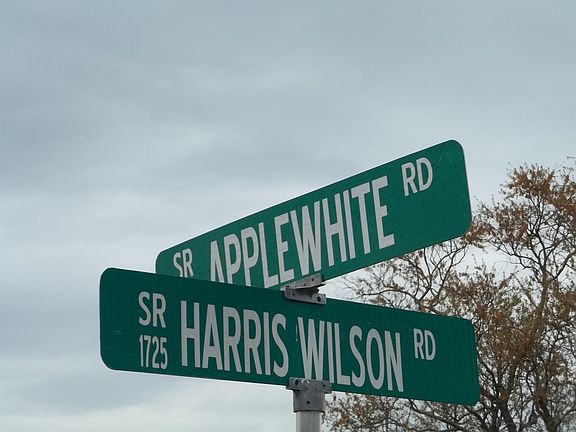 SR APPLEWHITE RD
SR 1725 HARRIS WILSON RD